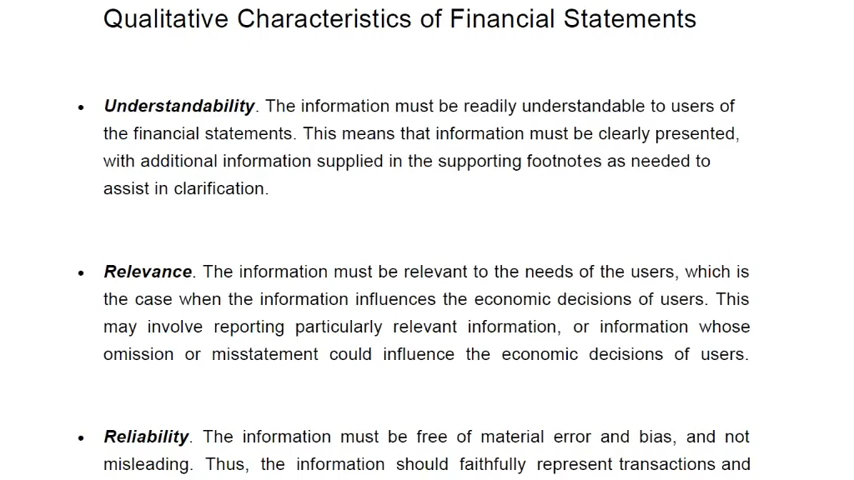 Qualitative Characteristics of Financial Statements
• Understandability. The information must be readily understandable to users of
the financial statements. This means that information must be clearly presented,
with additional information supplied in the supporting footnotes as needed to
assist in clarification.
• Relevance. The information must be relevant to the needs of the users, which is
the case when the information influences the economic decisions of users. This
may involve reporting particularly relevant information, or information whose
omission or misstatement could influence the economic decisions of users.
• Reliability. The information must be free of material error and bias, and not
misleading. Thus, the information should faithfully represent transactions and